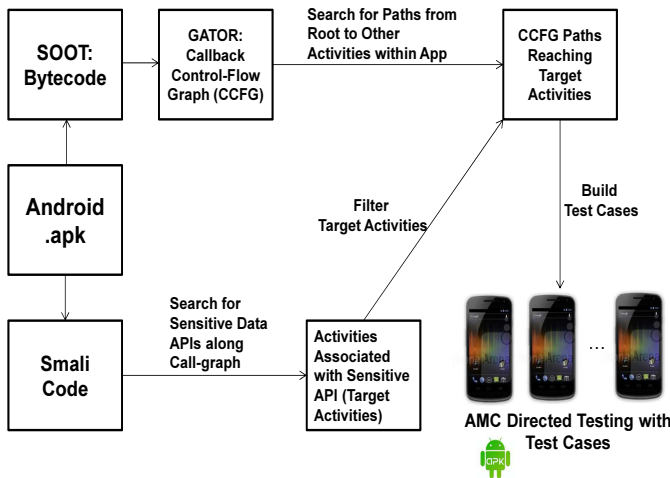 SOOT:
Bytecode
GATOR:
Callback
Control-Flow
Graph (CCFG)
Search for Paths from
Root to Other
Activities within App
CCFG Paths
Reaching
Target
Activities
Android
.apk
Filter
Target Activities
Build
Test Cases
Smali
Code
Search for
Sensitive Data
APIs along
Call-graph
Activities
Associated
with Sensitive
API (Target
Activities)
...
AMC Directed Testing with
Test Cases
apk